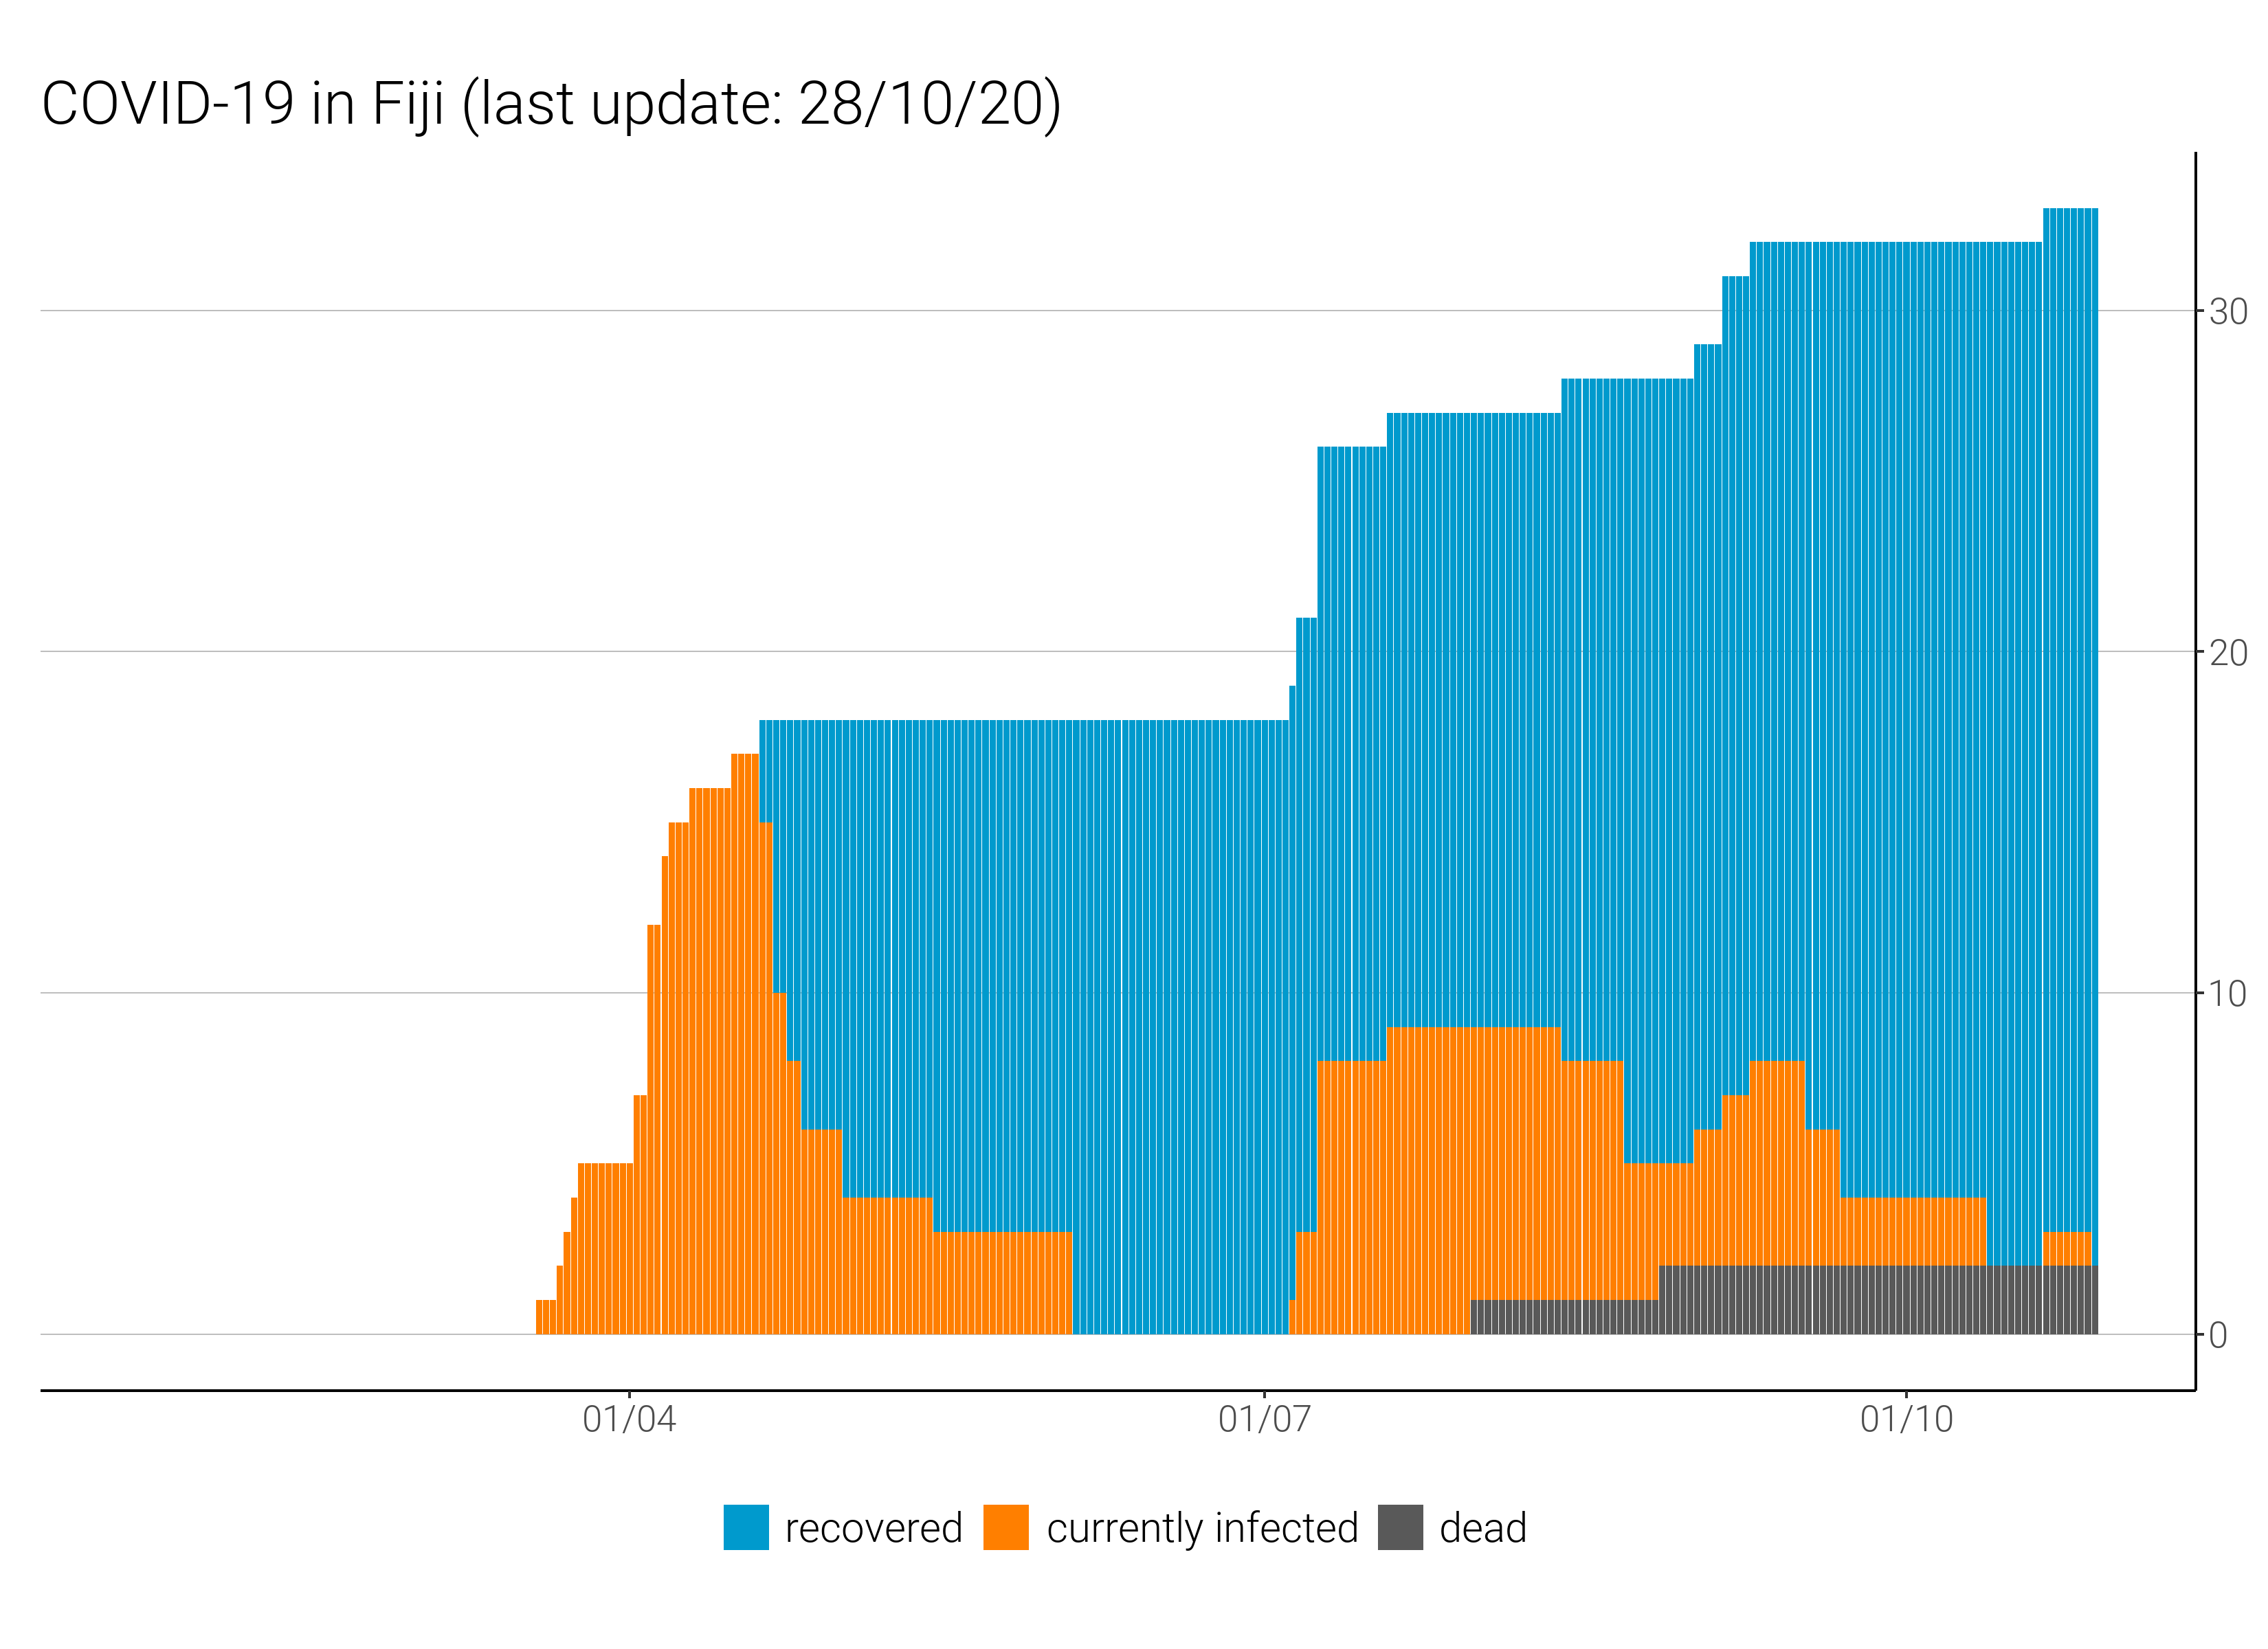 COVID-19 in Fiji (last update: 28/10/20)
30
20
10
0
01/04 01/07 01/10
recovered currently infected dead